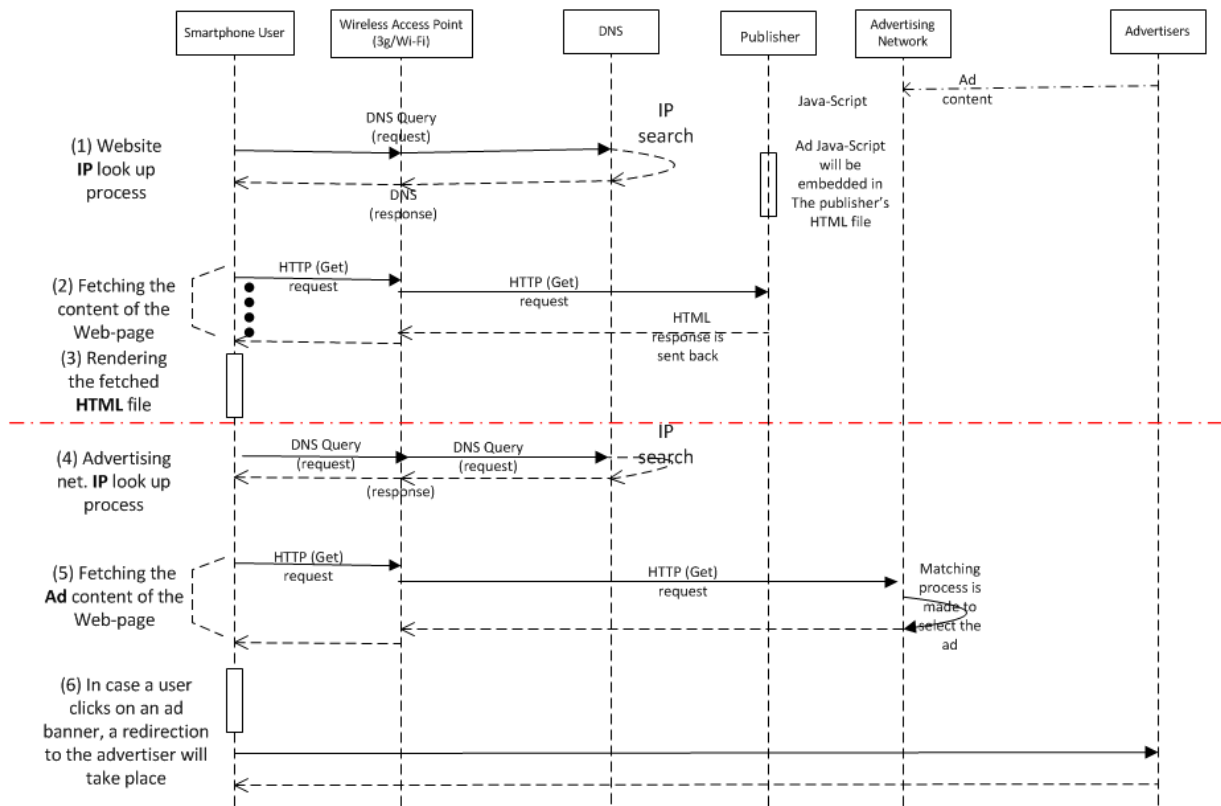 Smartphone User
Wireless Access Point
(3g/Wi-Fi)
DNS
Publisher
Advertising
Network
Advertisers
Ad
content
Java-Script
IP
search
DNS Query
(request)
(1) Website
IP look up
process
Ad Java-Script
will be
embedded in
The publisher's
HTML file
DNS
(response)
HTTP (Get)
request
HTTP (Get)
request
(2) Fetching the
content of the
Web-page
HTML
response is
sent back
(3) Rendering
the fetched
HTML file
IP
search
DNS Query
(request)
DNS Query
(request)
(4) Advertising
net. IP look up
process
(response)
HTTP (Get)
request
HTTP (Get)
request
(5) Fetching the
Ad content of the
Web-page
Matching
process is
made to
select the
ad
(6) In case a user
clicks on an ad
banner, a redirection
to the advertiser will
take place